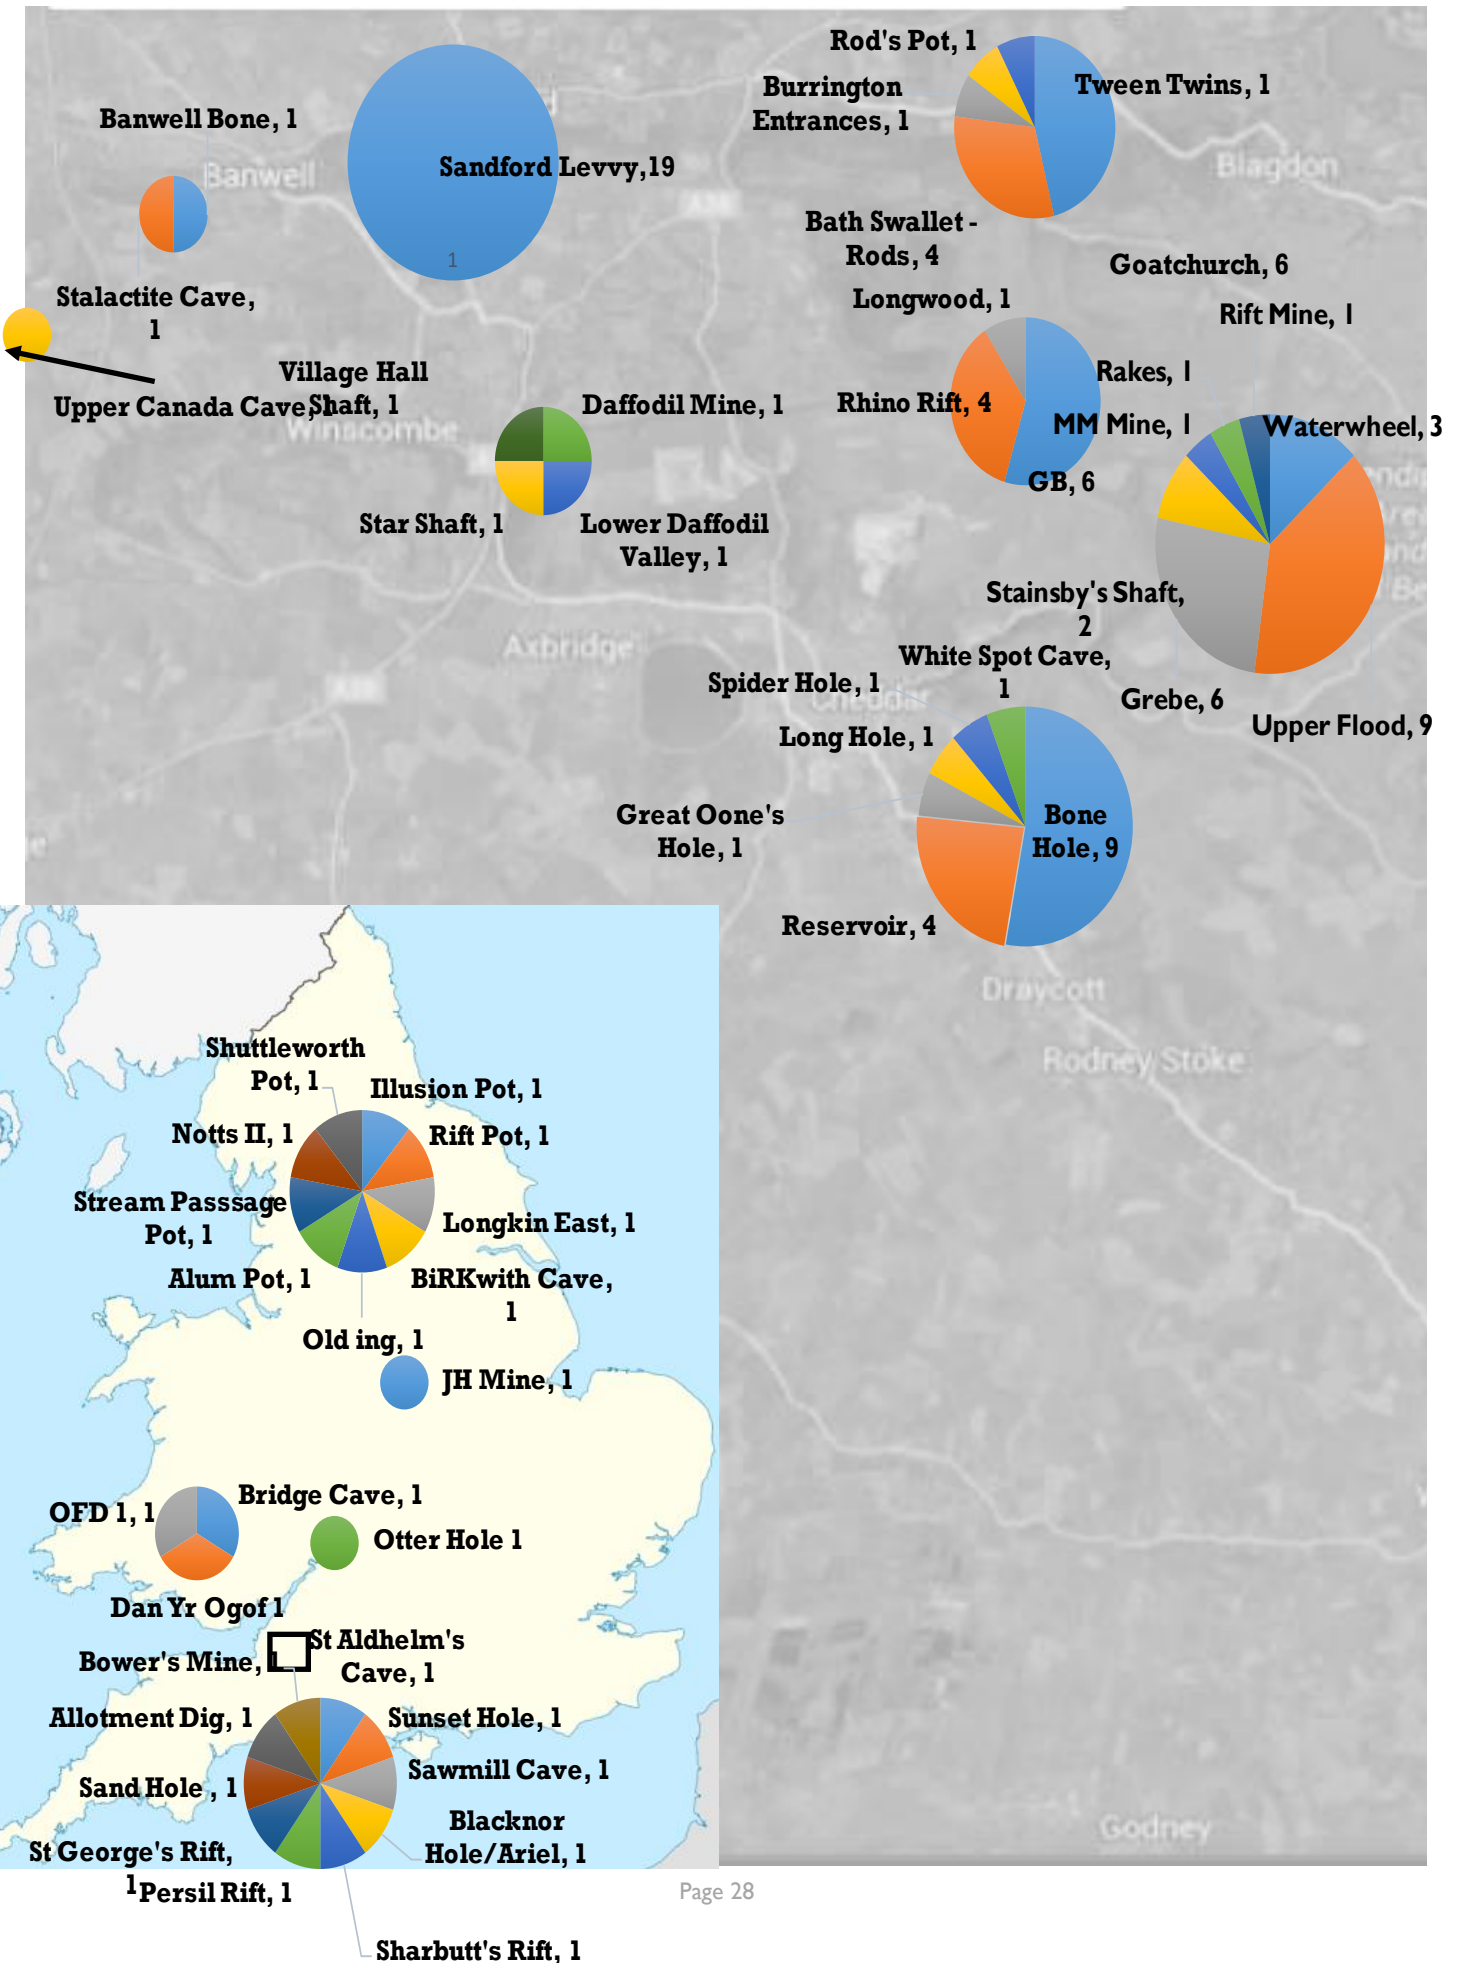 Rod's Pot, 1
Tween Twins, 1
Burrington
Entrances, 1
Banwell Bone, 1
Blagdon
Sandford Levvy,19
Banwell
A38
Bath Swallet -
Rods, 4
Goatchurch, 6
1
Stalactite Cave,
1
Longwood, 1
Rift Mine, 1
Village Hall
Shaft, 1
Rakes, 1
Upper Canada Cave, 1
Daffodil Mine, 1
Rhino Rift, 4
MM Mine, 1
Waterwheel, 3
Winscombe
GB, 6
Star Shaft, 1
Lower Daffodil
Valley, 1
Stainsby's Shaft,
2
Axbridge
White Spot Cave,
1
Spider Hole, 1
Cheddar
Grebe, 6
Upper Flood, 9
Long Hole, 1
Great Oone's
Hole, 1
Bone
Hole, 9
Reservoir, 4
Draycott
Rodney Stoke
Shuttleworth
Pot, 1
Illusion Pot, 1
Notts II, 1
Rift Pot, 1
Stream Passsage
Pot, 1
Longkin East, 1
Alum Pot, 1
BiRKwith Cave,
1
Old ing, 1
JH Mine, 1
Bridge Cave, 1
OFD 1, 1
Otter Hole 1
Dan Yr Ogof 1
St Aldhelm's
Cave, 1
Bower's Mine, 1
Allotment Dig, 1
Sunset Hole, 1
Sawmill Cave, 1
Sand Hole , 1
Blacknor
Hole/Ariel, 1
Godney
St George's Rift,
1
Persil Rift, 1
Page 28
Sharbutt's Rift, 1